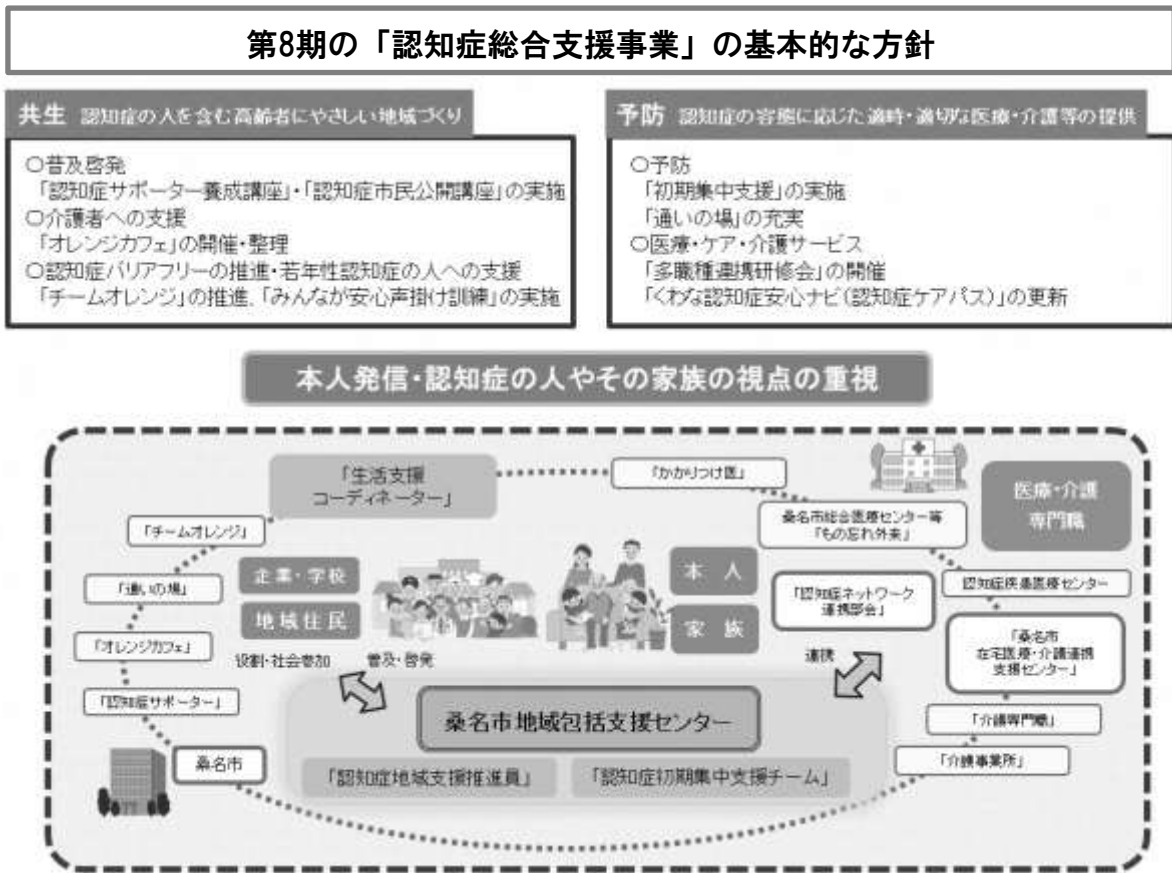 第8期の「認知症総合支援事業」の基本的な方針
共生 認知症の人を含む高齢者にやさしい地域づくり
○普及啓発
「認知症サポーター養成講座」・「認知症市民公開講座」の実施
○介護者への支援
「オレンジカフェ」の開催・整理
○認知症バリアフリーの推進・若年性認知症の人への支援
「チームオレンジ」の推進、「みんなが安心声掛け訓練」の実施
予防 認知症の容態に応じた適時・適切な医療・介護等の提供
○予防
「初期集中支援」の実施
「通いの場」の充実
○医療・ケア・介護サービス
「多職種連携研修会」の開催
「くわな認知症安心ナビ(認知症ケアパス)」の更新
本人発信・認知症の人やその家族の視点の重視
「生活支援
コーディネーター」
「かかりつけ医」
医療・介護
専門職
桑名市総合医療センター等
「もの忘れ外来」
「チームオレンジ」
企業・学校
本人
認知症疾患医療センター
「通いの場」
「認知症ネットワーク
連携部会」
地域住民
家族
「オレンジカフェ」
「桑名市
在宅医療・介護連携
支援センター」
役割・社会参加
普及・啓発
連携
「認知症サポーター」
桑名市地域包括支援センター
「介護専門職」
桑名市
「介護事業所」
「認知症地域支援推進員」
「認知症初期集中支援チーム」